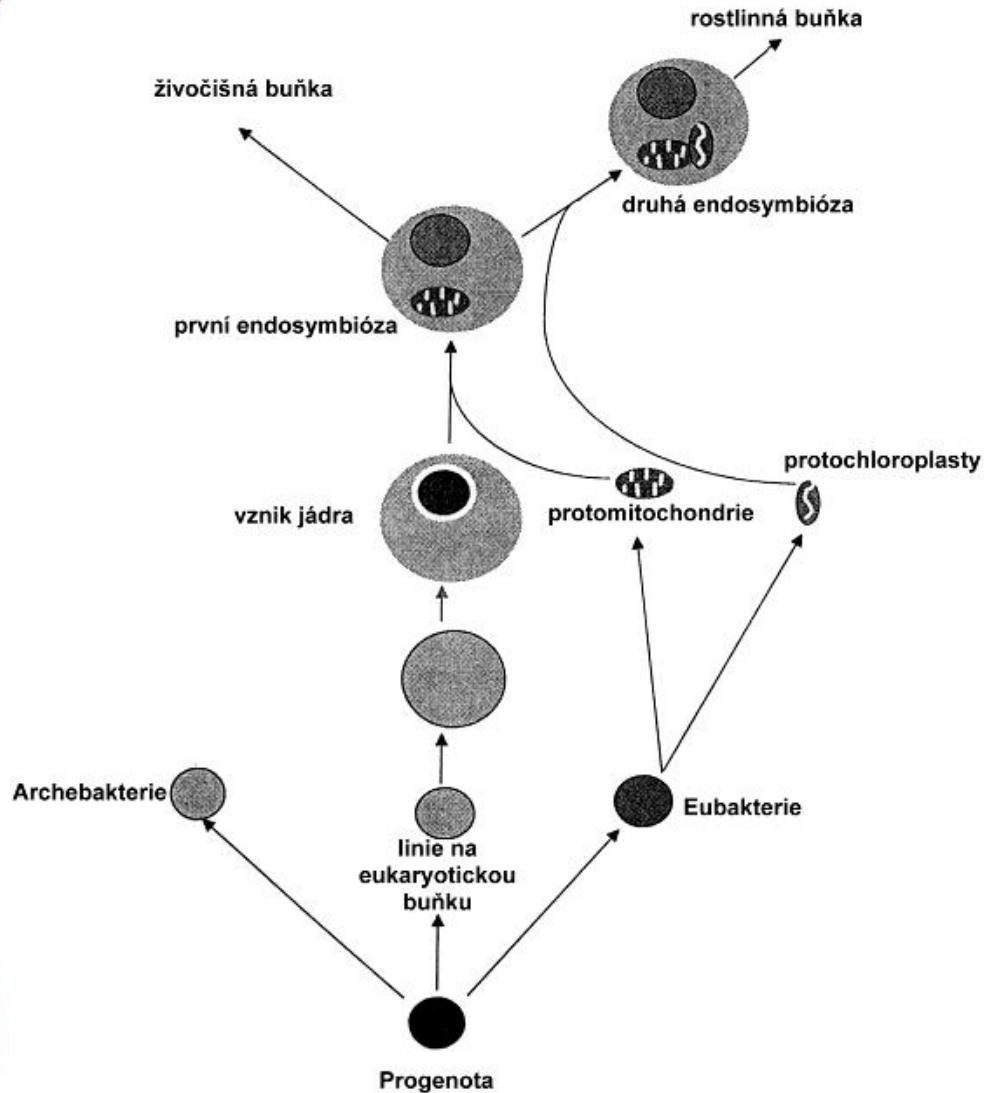 rostlinná buňka
živočišná buňka
druhá endosymbióza
první endosymbióza
protochloroplasty
vznik jádra
protomitochondrie
Archebakterie
Eubakterie
linie na
eukaryotickou
buňku
Progenota